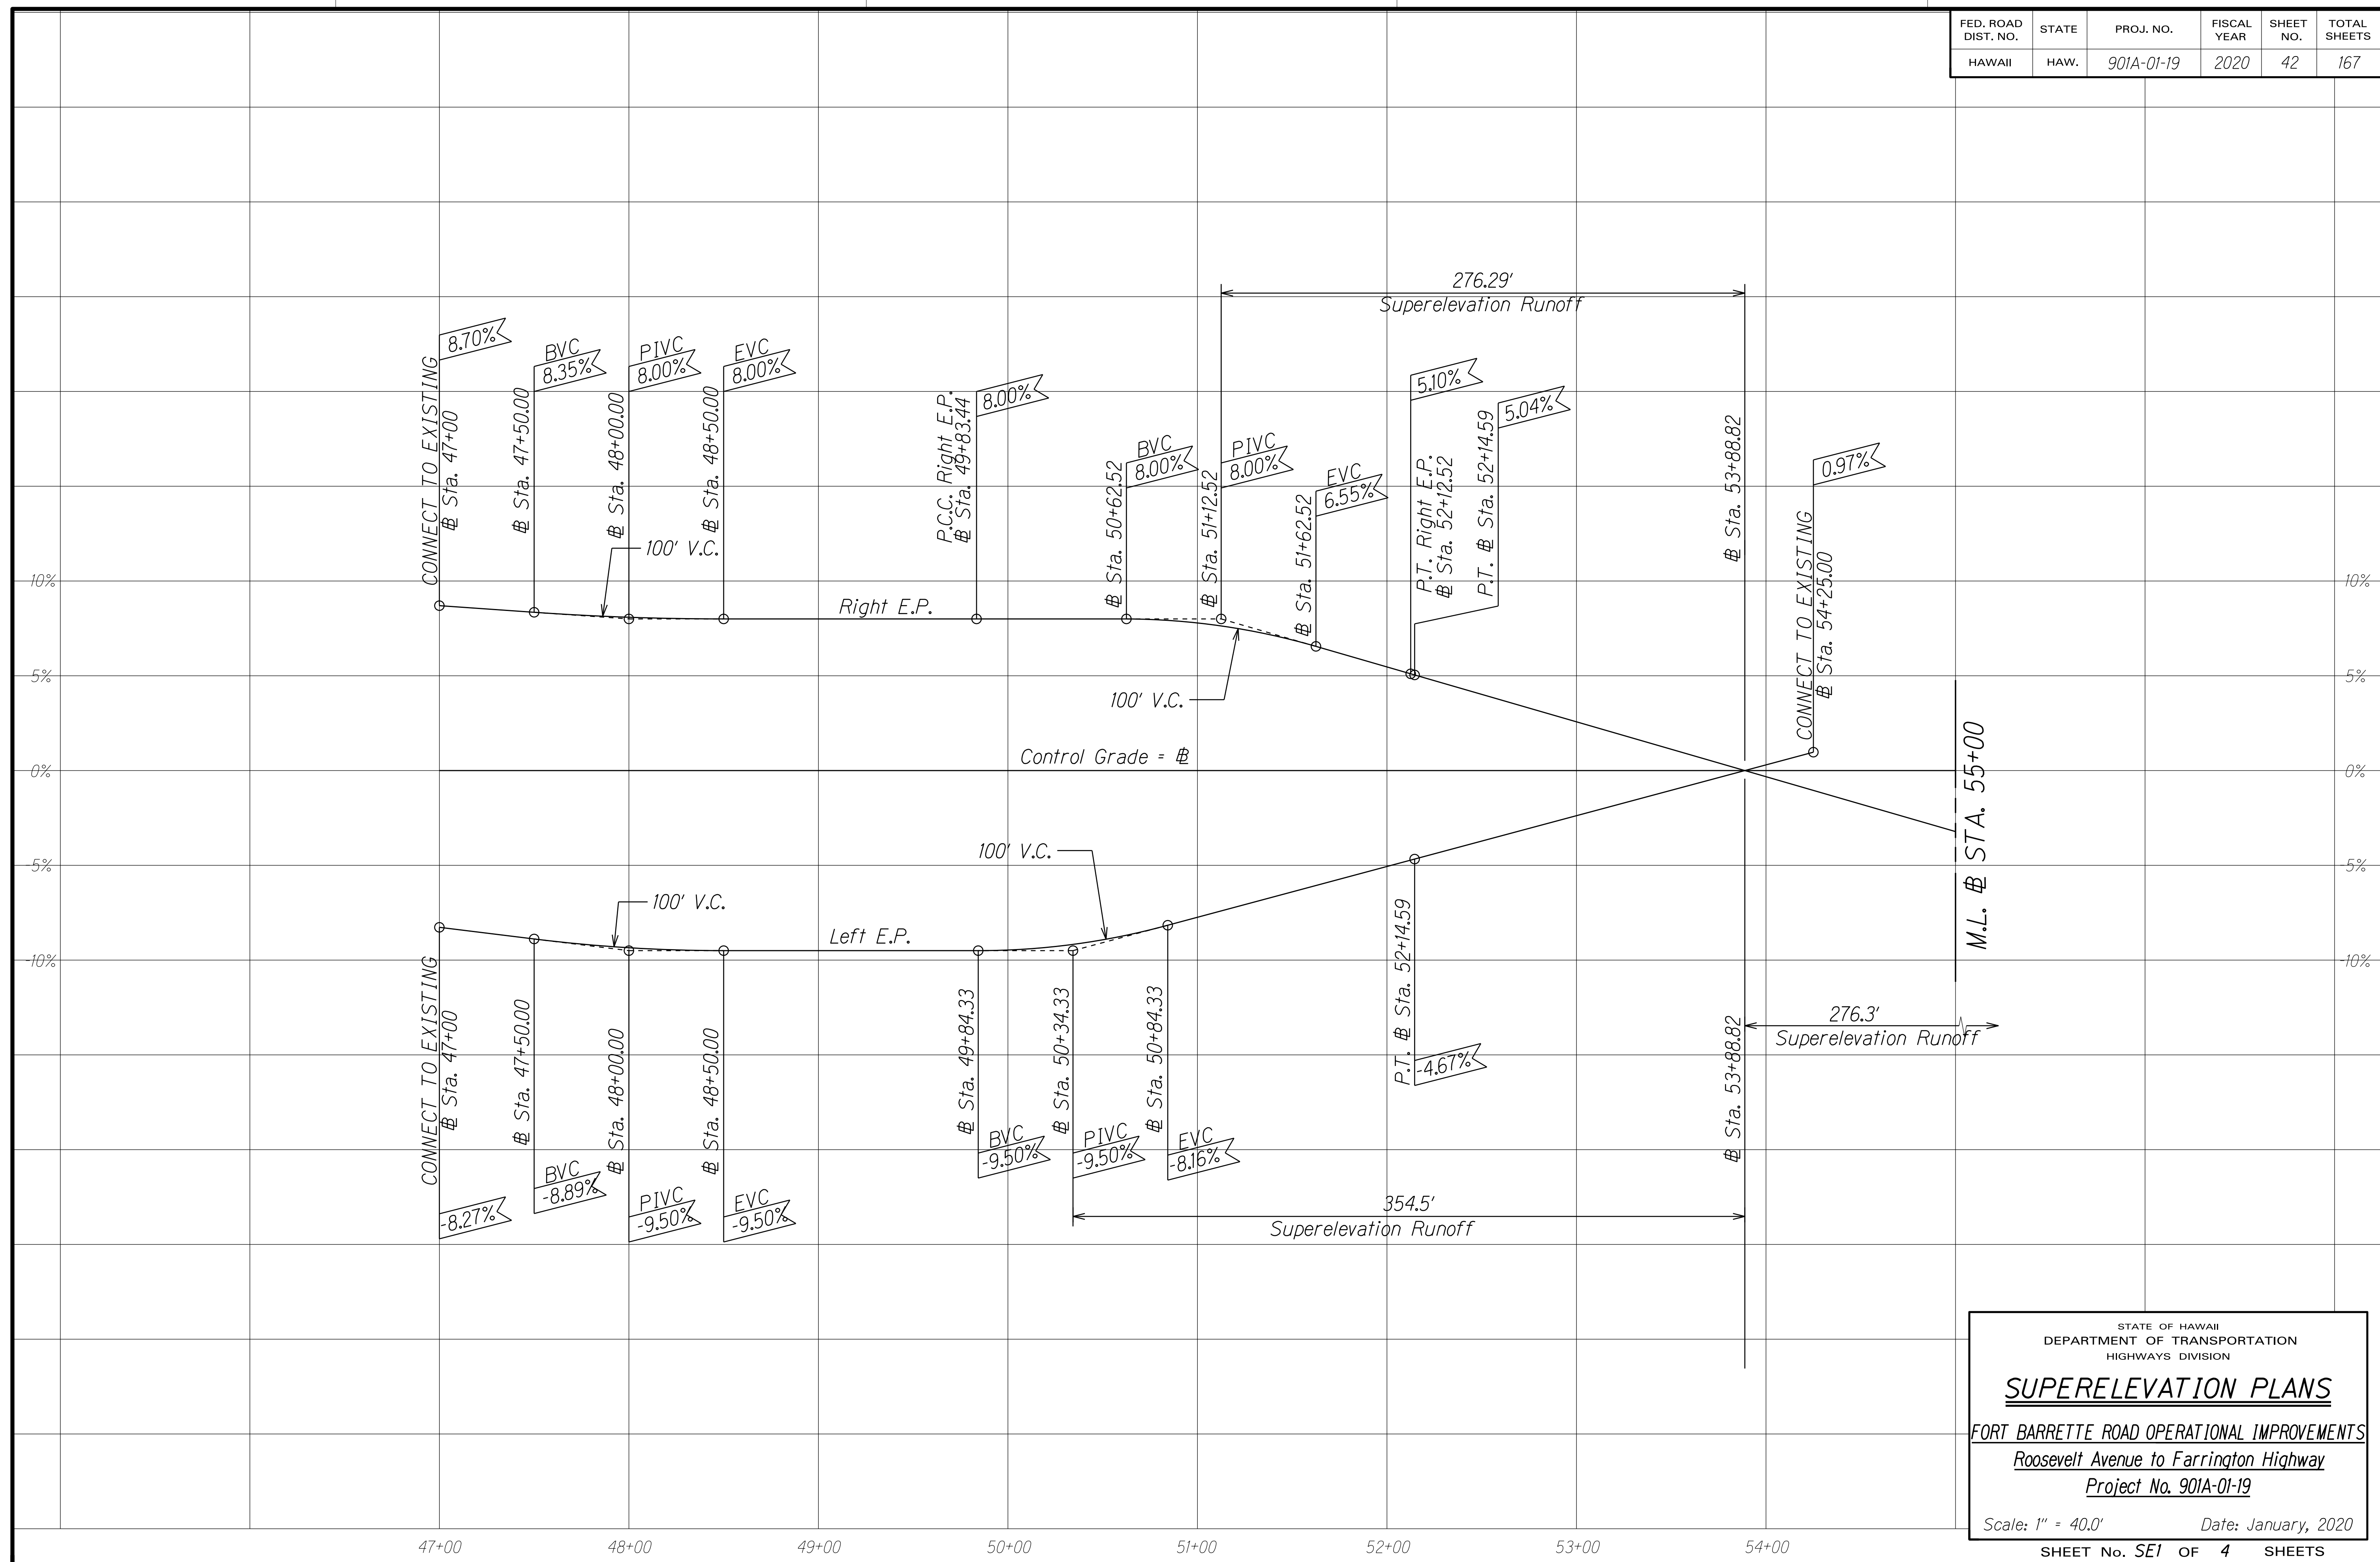 FED. ROAD DIST. NO. STATE PROJ. NO. FISCAL YEAR SHEET NO. TOTAL SHEETS
HAWAII HAW. 901A-01-19 2020 42 167
276.29'
Superelevation Runoff
CONNECT TO EXISTING
℄ Sta. 47+00
8.70%
℄ Sta. 47+50.00
BVC
8.35%
℄ Sta. 48+00.00
PIVC
8.00%
℄ Sta. 48+50.00
EVC
8.00%
100' V.C.
P.C.C. Right E.P.
℄ Sta. 49+83.44
8.00%
℄ Sta. 50+62.52
BVC
8.00%
℄ Sta. 51+12.52
PIVC
8.00%
℄ Sta. 51+62.52
EVC
6.55%
P.T. Right E.P.
℄ Sta. 52+12.52
5.10%
P.T. ℄ Sta. 52+14.59
5.04%
℄ Sta. 53+88.82
CONNECT TO EXISTING
℄ Sta. 54+25.00
0.97%
10% 10%
Right E.P.
5% 5%
100' V.C.
Control Grade = ℄
0% 0%
M.L. ℄ STA. 55+00
100' V.C.
-5% -5%
100' V.C.
Left E.P.
-10% -10%
CONNECT TO EXISTING
℄ Sta. 47+00
-8.27%
℄ Sta. 47+50.00
BVC
-8.89%
℄ Sta. 48+00.00
PIVC
-9.50%
℄ Sta. 48+50.00
EVC
-9.50%
℄ Sta. 49+84.33
BVC
-9.50%
℄ Sta. 50+34.33
PIVC
-9.50%
℄ Sta. 50+84.33
EVC
-8.16%
P.T. ℄ Sta. 52+14.59
-4.67%
℄ Sta. 53+88.82
276.3'
Superelevation Runoff
354.5'
Superelevation Runoff
STATE OF HAWAII
DEPARTMENT OF TRANSPORTATION
HIGHWAYS DIVISION
SUPERELEVATION PLANS
FORT BARRETTE ROAD OPERATIONAL IMPROVEMENTS
Roosevelt Avenue to Farrington Highway
Project No. 901A-01-19
Scale: 1" = 40.0' Date: January, 2020
SHEET No. SE1 OF 4 SHEETS
47+00 48+00 49+00 50+00 51+00 52+00 53+00 54+00